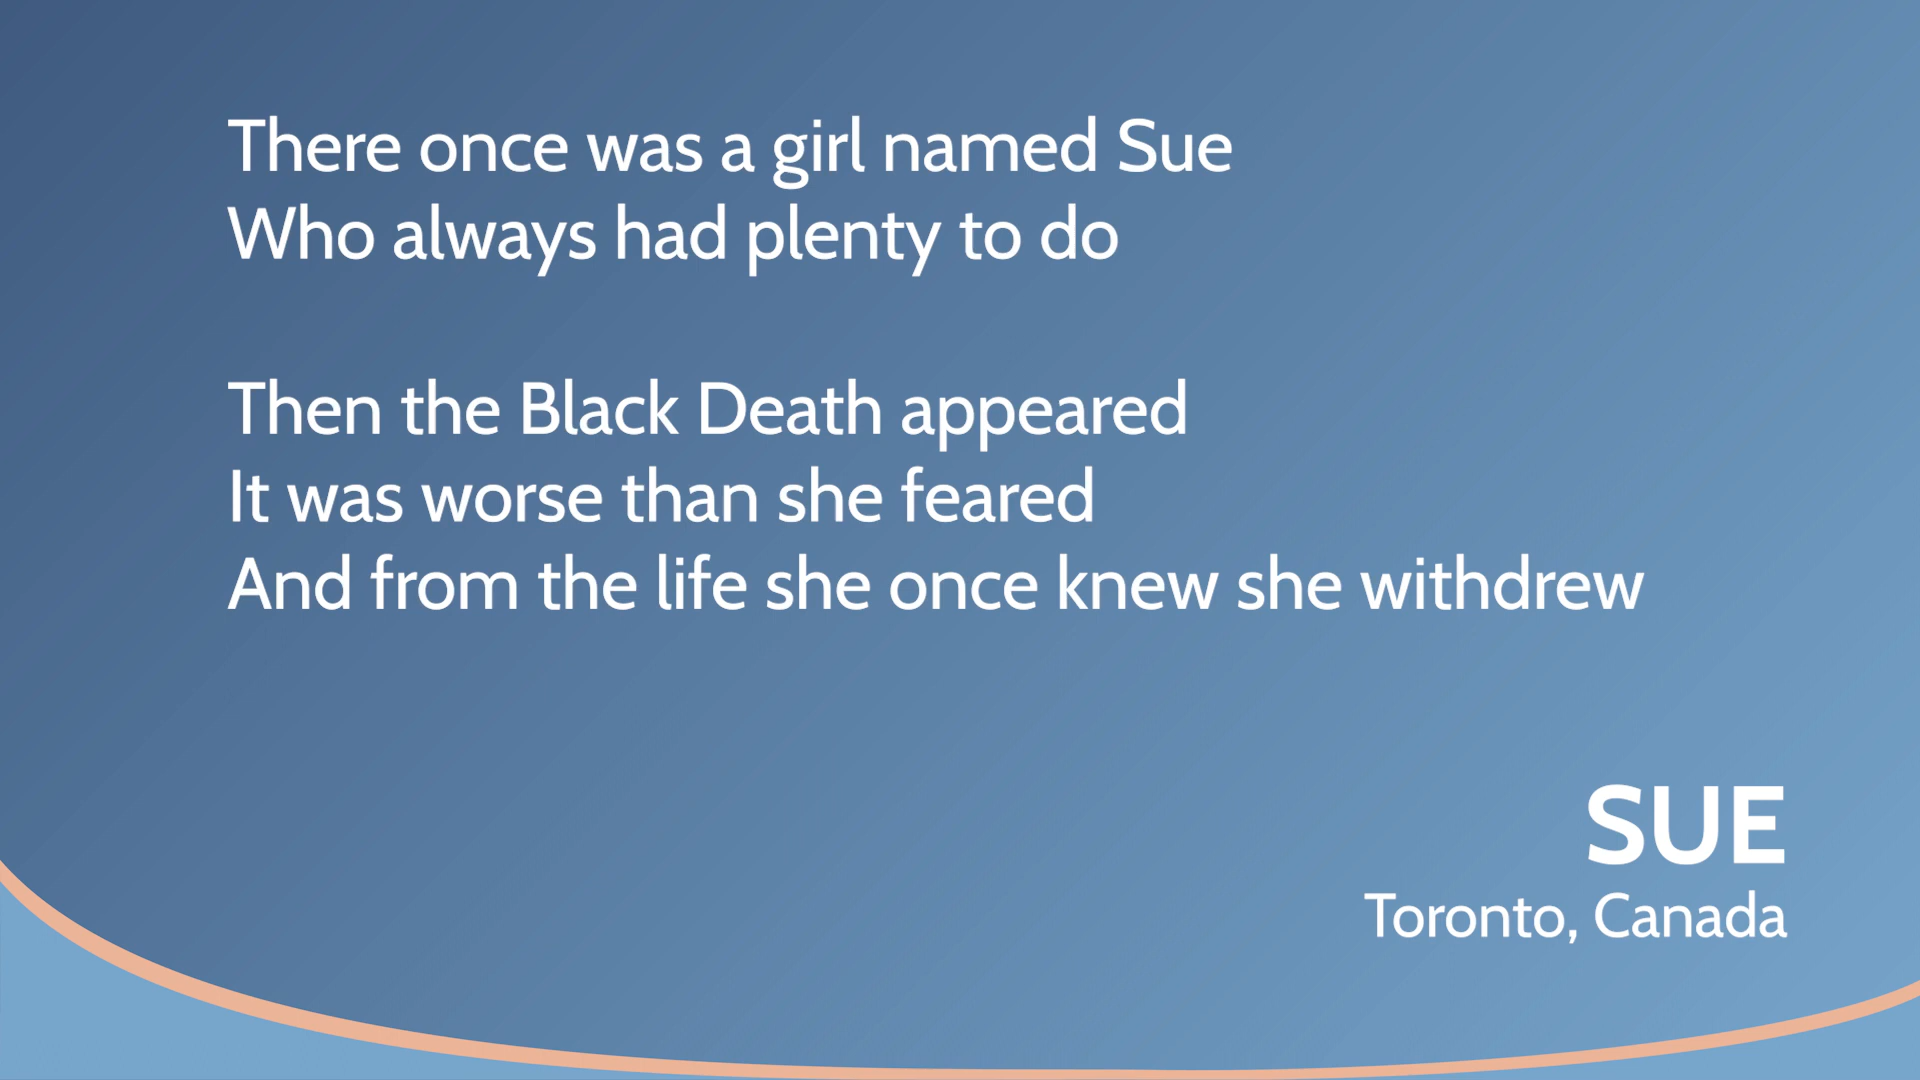 There once was a girl named Sue
Who always had plenty to do
Then the Black Death appeared
It was worse than she feared
And from the life she once knew she withdrew
SUE
Toronto, Canada